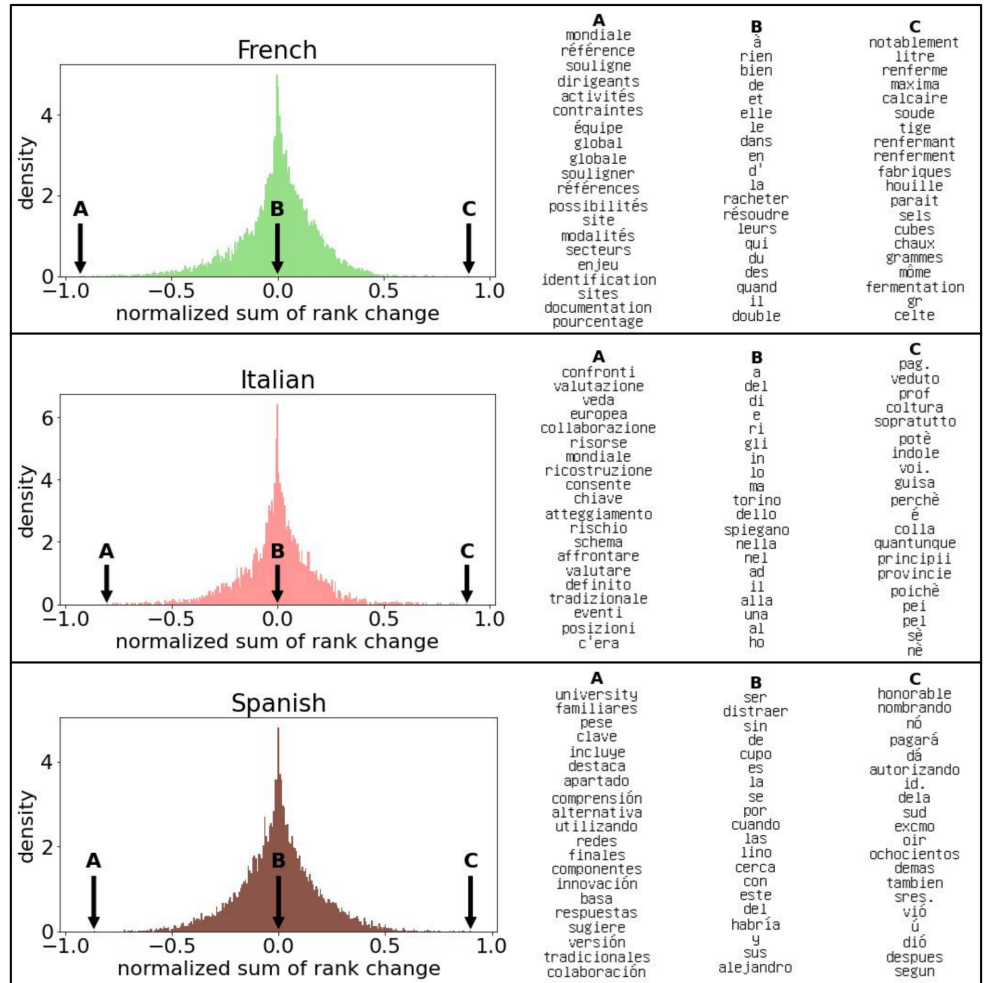 French
density
4
2
0
A
B
C
−1.0
−0.5
0.0
0.5
1.0
normalized sum of rank change
A
mondiale
référence
souligne
dirigeants
activités
contraintes
équipe
global
globale
souligner
références
possibilités
site
modalités
secteurs
enjeu
identification
sites
documentation
pourcentage
B
à
rien
bien
de
et
elle
le
dans
en
d'
la
racheter
résoudre
leurs
qui
du
des
quand
il
double
C
notablement
litre
renferme
maxima
calcaire
soude
tige
renfermant
renferment
fabriques
houille
parait
sels
cubes
chaux
grammes
môme
fermentation
gr
celte
Italian
density
6
4
2
0
A
B
C
−1.0
−0.5
0.0
0.5
1.0
normalized sum of rank change
A
confronti
valutazione
veda
europea
collaborazione
risorse
mondiale
ricostruzione
consente
chiave
atteggiamento
rischio
schema
affrontare
valutare
definito
tradizionale
eventi
posizioni
c'era
B
a
del
di
e
ri
gli
in
lo
ma
torino
dello
spiegano
nella
nel
ad
il
alla
una
al
ho
C
pag.
veduto
prof
coltura
sopratutto
potè
indole
voi.
guisa
perchè
é
colla
quantunque
principii
provincie
poichè
pei
pel
sè
nè
Spanish
density
4
2
0
A
B
C
−1.0
−0.5
0.0
0.5
1.0
normalized sum of rank change
A
university
familiares
pese
clave
incluye
destaca
apartado
comprensión
alternativa
utilizando
redes
finales
componentes
innovación
basa
respuestas
sugiere
versión
tradicionales
colaboración
B
ser
distraer
sin
de
cupo
es
la
se
por
cuando
las
lino
cerca
con
este
del
habría
y
sus
alejandro
C
honorable
nombrando
nó
pagará
dá
autorizando
id.
dela
sud
excmo
oir
ochocientos
demas
tambien
sres.
vió
ú
dió
despues
segun